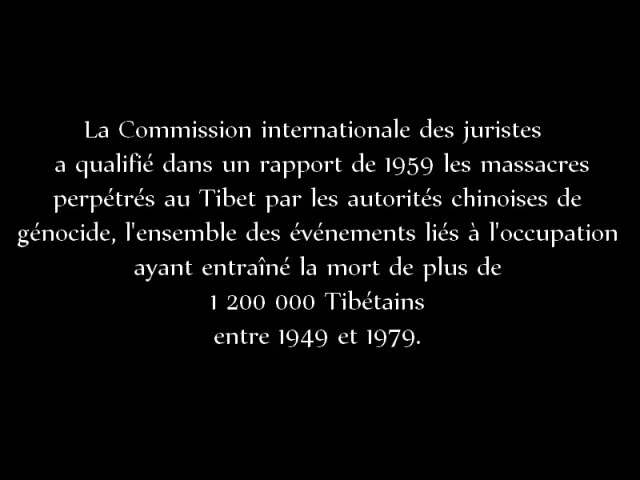 La Commission internationale des juristes
a qualifié dans un rapport de 1959 les massacres
perpétrés au Tibet par les autorités chinoises de
génocide, l'ensemble des événements liés à l'occupation
ayant entraîné la mort de plus de
1 200 000 Tibétains
entre 1949 et 1979.